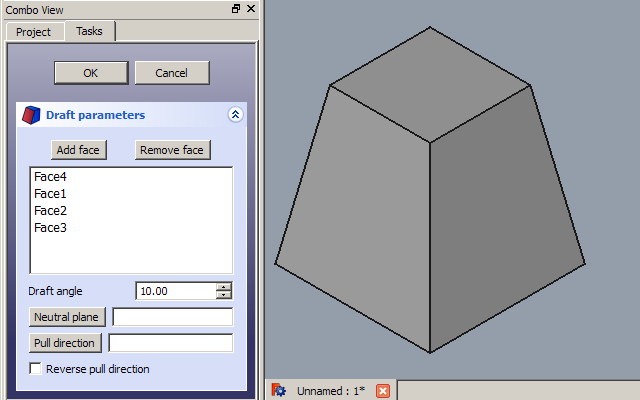 Combo View
Project Tasks
OK Cancel
Draft parameters
Add face Remove face
Face4
Face1
Face2
Face3
Draft angle 10.00
Neutral plane
Pull direction
Reverse pull direction
Unnamed : 1*